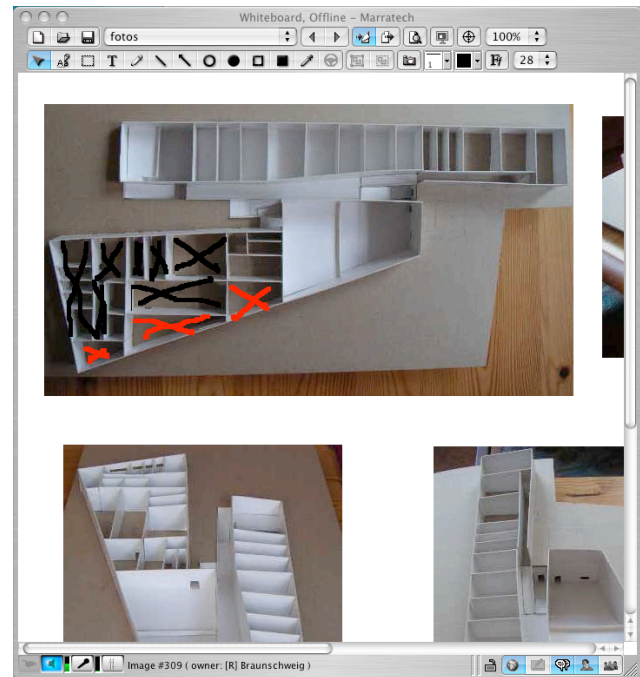 Whiteboard, Offline - Marratech
fotos
100%
T
1
F
28
Image #309 ( owner: [R] Braunschweig )